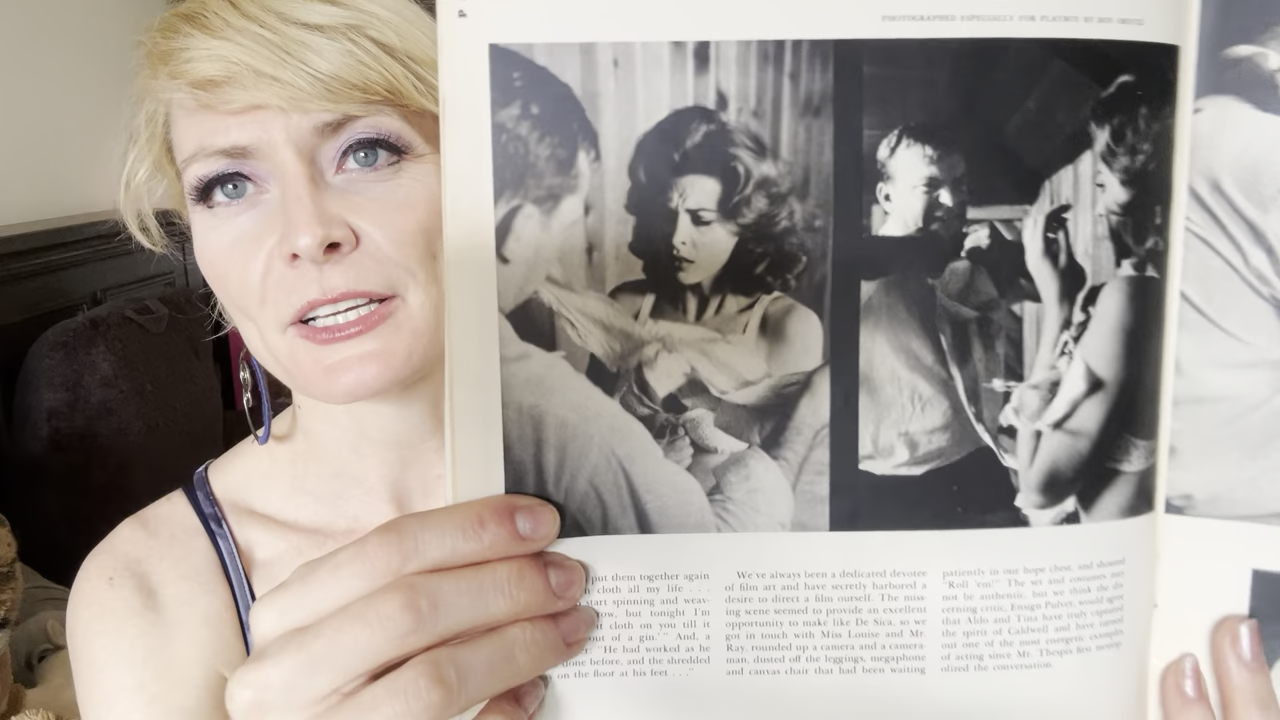 PHOTOGRAPHED ESPECIALLY FOR PLAYBOY BY
put them together again
cloth all my life . . .
start spinning and weav-
but tonight I'm
cloth on you till it
out of a gin.' " And, a
"He had worked as he
done before, and the shredded
on the floor at his feet . . ."
We've always been a dedicated devotee
of film art and have secretly harbored a
desire to direct a film ourself. The miss-
ing scene seemed to provide an excellent
opportunity to make like De Sica, so we
got in touch with Miss Louise and Mr.
Ray, rounded up a camera and a camera-
man, dusted off the leggings, megaphone
and canvas chair that had been waiting
patiently in our hope chest, and shouted
"Roll 'em!" The set and costumes may
not be authentic, but we think the dis-
cerning critic, Ensign Pulver, would agree
that Aldo and Tina have truly captured
the spirit of Caldwell and have turned
out one of the most energetic examples
of acting since Mr. Thespis first monop-
olized the conversation.